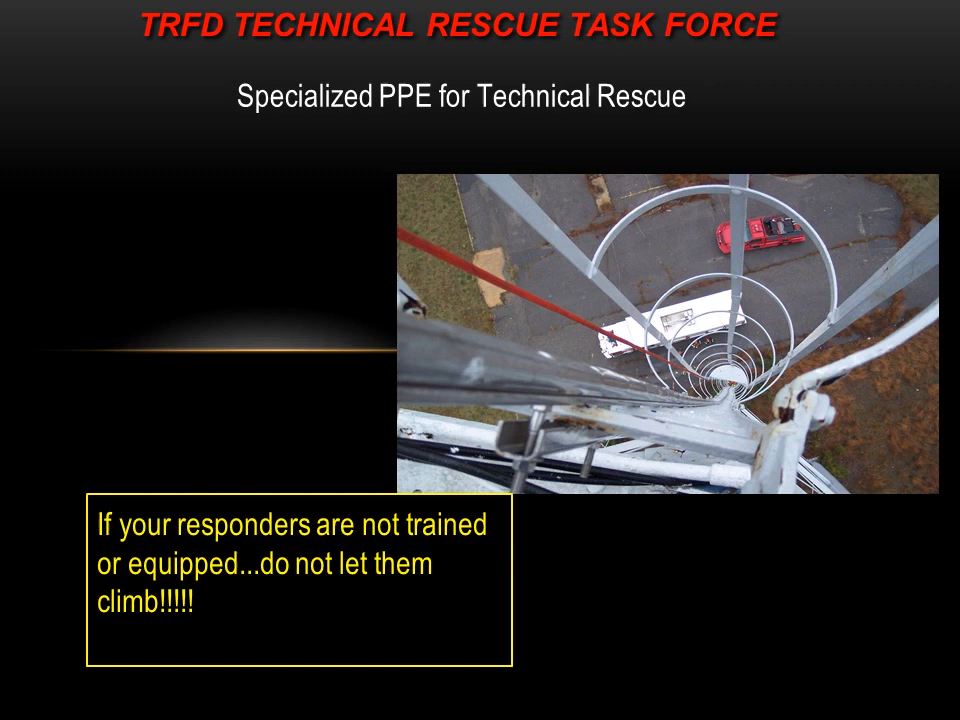 TRFD TECHNICAL RESCUE TASK FORCE
Specialized PPE for Technical Rescue
If your responders are not trained
or equipped...do not let them
climb!!!!!